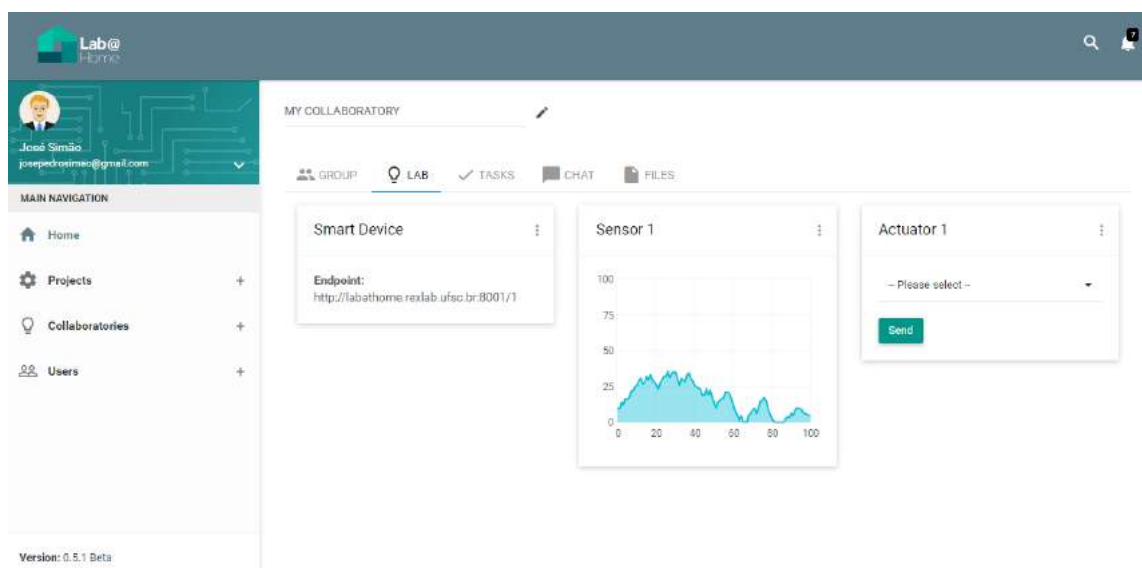 Lab@
Home
7
José Simão
josepedrosimao@gmail.com
MAIN NAVIGATION
Home
Projects
Collaboratories
Users
Version: 0.5.1 Beta
MY COLLABORATORY
GROUP LAB TASKS CHAT FILES
Smart Device
Endpoint:
http://labathome.rexlab.ufsc.br:8001/1
Sensor 1
100
75
50
25
0
0 20 40 60 80 100
Actuator 1
-- Please select --
Send